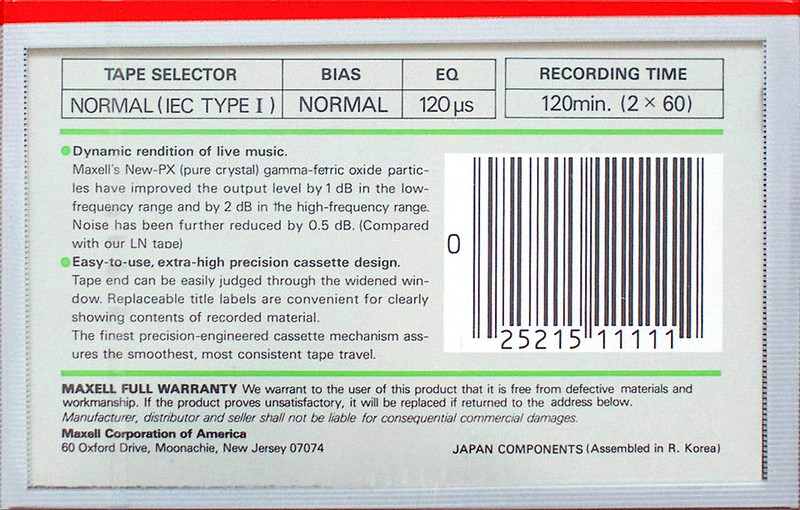 TAPE SELECTOR BIAS EQ RECORDING TIME
NORMAL (IEC TYPE I) NORMAL 120 µs 120min. (2 × 60)
Dynamic rendition of live music.
Maxell's New-PX (pure crystal) gamma-ferric oxide partic-
les have improved the output level by 1 dB in the low-
frequency range and by 2 dB in the high-frequency range.
Noise has been further reduced by 0.5 dB. (Compared
with our LN tape)
Easy-to-use, extra-high precision cassette design.
Tape end can be easily judged through the widened win-
dow. Replaceable title labels are convenient for clearly
showing contents of recorded material.
The finest precision-engineered cassette mechanism ass-
ures the smoothest, most consistent tape travel.
0 25215 11111
MAXELL FULL WARRANTY We warrant to the user of this product that it is free from defective materials and
workmanship. If the product proves unsatisfactory, it will be replaced if returned to the address below.
Manufacturer, distributor and seller shall not be liable for consequential commercial damages.
Maxell Corporation of America
60 Oxford Drive, Moonachie, New Jersey 07074 JAPAN COMPONENTS (Assembled in R. Korea)